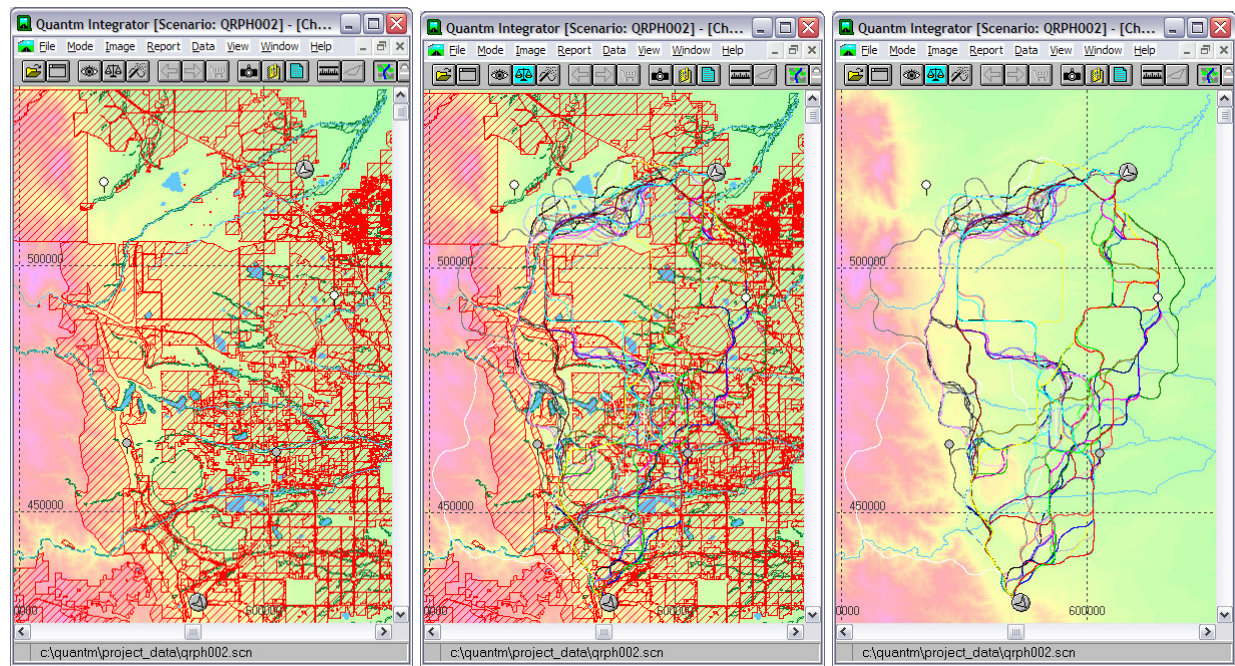 Quantm Integrator [Scenario: QRPH002] - [Ch...
File Mode Image Report Data View Window Help
500000
450000
0000
600000
c:\quantm\project_data\qrph002.scn
Quantm Integrator [Scenario: QRPH002] - [Ch...
File Mode Image Report Data View Window Help
500000
450000
0000
600000
c:\quantm\project_data\qrph002.scn
Quantm Integrator [Scenario: QRPH002] - [Ch...
File Mode Image Report Data View Window Help
500000
450000
0000
600000
c:\quantm\project_data\qrph002.scn